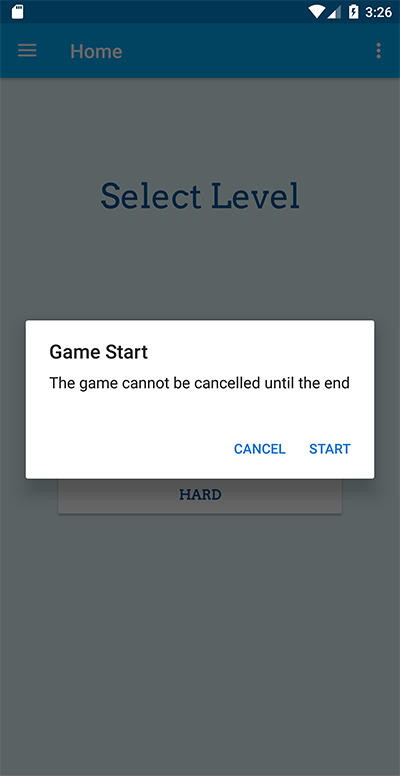 3:26
Home
Select Level
Game Start
The game cannot be cancelled until the end
CANCEL START
HARD